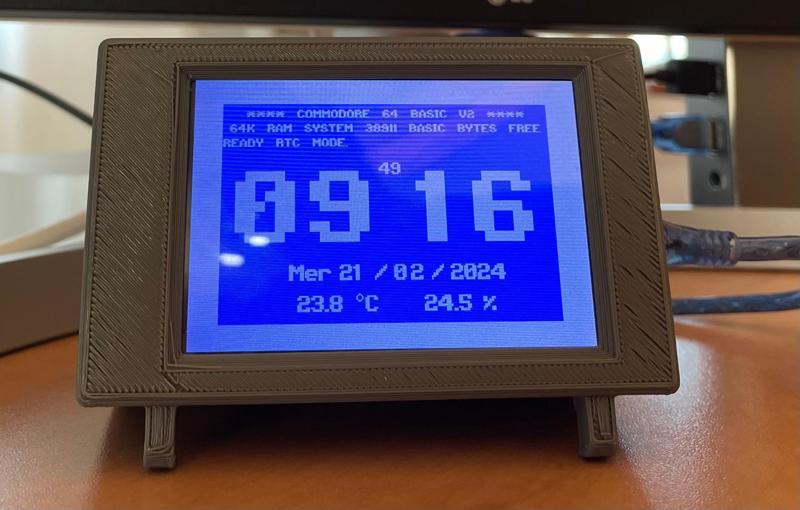 **** COMMODORE 64 BASIC V2 ****
64K RAM SYSTEM 38911 BASIC BYTES FREE
READY RTC MODE.
49
09 16
Mer 21 /02/2024
23.8 °C 24.5 %